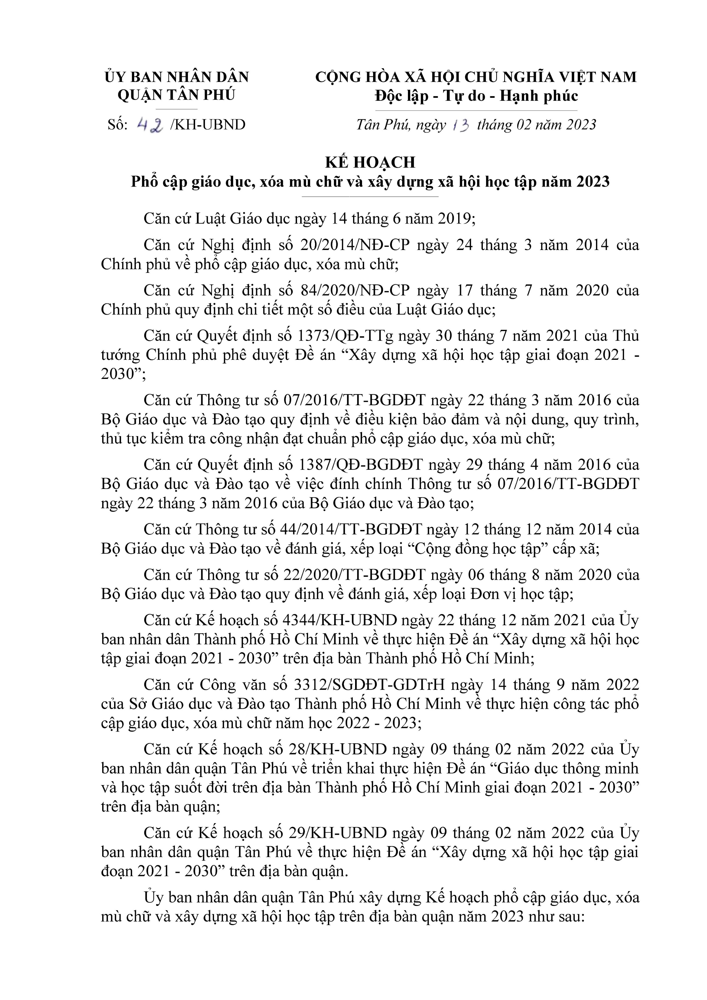 ỦY BAN NHÂN DÂN
QUẬN TÂN PHÚ
Số: 42 /KH-UBND
CỘNG HÒA XÃ HỘI CHỦ NGHĨA VIỆT NAM
Độc lập - Tự do - Hạnh phúc
Tân Phú, ngày 13 tháng 02 năm 2023
KẾ HOẠCH
Phổ cập giáo dục, xóa mù chữ và xây dựng xã hội học tập năm 2023
Căn cứ Luật Giáo dục ngày 14 tháng 6 năm 2019;
Căn cứ Nghị định số 20/2014/NĐ-CP ngày 24 tháng 3 năm 2014 của
Chính phủ về phổ cập giáo dục, xóa mù chữ;
Căn cứ Nghị định số 84/2020/NĐ-CP ngày 17 tháng 7 năm 2020 của
Chính phủ quy định chi tiết một số điều của Luật Giáo dục;
Căn cứ Quyết định số 1373/QĐ-TTg ngày 30 tháng 7 năm 2021 của Thủ
tướng Chính phủ phê duyệt Đề án “Xây dựng xã hội học tập giai đoạn 2021 -
2030”;
Căn cứ Thông tư số 07/2016/TT-BGDĐT ngày 22 tháng 3 năm 2016 của
Bộ Giáo dục và Đào tạo quy định về điều kiện bảo đảm và nội dung, quy trình,
thủ tục kiểm tra công nhận đạt chuẩn phổ cập giáo dục, xóa mù chữ;
Căn cứ Quyết định số 1387/QĐ-BGDĐT ngày 29 tháng 4 năm 2016 của
Bộ Giáo dục và Đào tạo về việc đính chính Thông tư số 07/2016/TT-BGDĐT
ngày 22 tháng 3 năm 2016 của Bộ Giáo dục và Đào tạo;
Căn cứ Thông tư số 44/2014/TT-BGDĐT ngày 12 tháng 12 năm 2014 của
Bộ Giáo dục và Đào tạo về đánh giá, xếp loại “Cộng đồng học tập” cấp xã;
Căn cứ Thông tư số 22/2020/TT-BGDĐT ngày 06 tháng 8 năm 2020 của
Bộ Giáo dục và Đào tạo quy định về đánh giá, xếp loại Đơn vị học tập;
Căn cứ Kế hoạch số 4344/KH-UBND ngày 22 tháng 12 năm 2021 của Ủy
ban nhân dân Thành phố Hồ Chí Minh về thực hiện Đề án “Xây dựng xã hội học
tập giai đoạn 2021 - 2030” trên địa bàn Thành phố Hồ Chí Minh;
Căn cứ Công văn số 3312/SGDĐT-GDTrH ngày 14 tháng 9 năm 2022
của Sở Giáo dục và Đào tạo Thành phố Hồ Chí Minh về thực hiện công tác phổ
cập giáo dục, xóa mù chữ năm học 2022 - 2023;
Căn cứ Kế hoạch số 28/KH-UBND ngày 09 tháng 02 năm 2022 của Ủy
ban nhân dân quận Tân Phú về triển khai thực hiện Đề án “Giáo dục thông minh
và học tập suốt đời trên địa bàn Thành phố Hồ Chí Minh giai đoạn 2021 - 2030”
trên địa bàn quận;
Căn cứ Kế hoạch số 29/KH-UBND ngày 09 tháng 02 năm 2022 của Ủy
ban nhân dân quận Tân Phú về thực hiện Đề án “Xây dựng xã hội học tập giai
đoạn 2021 - 2030” trên địa bàn quận.
Ủy ban nhân dân quận Tân Phú xây dựng Kế hoạch phổ cập giáo dục, xóa
mù chữ và xây dựng xã hội học tập trên địa bàn quận năm 2023 như sau: